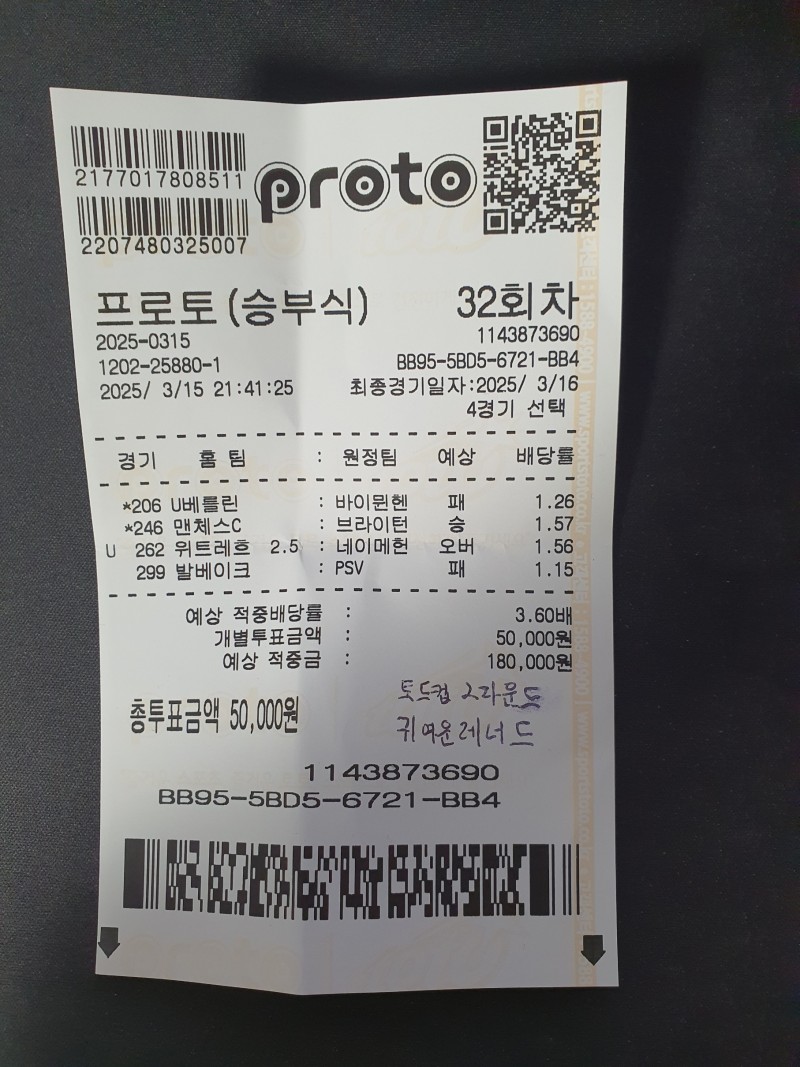 2177017808511
proto
2207480325007
프로토(승부식) 32회차
2025-0315 1143873690
1202-25880-1 BB95-5BD5-6721-BB4
2025/ 3/15 21:41:25 최종경기일자:2025/ 3/16
4경기 선택
경기 홈 팀 : 원정팀 예상 배당률
*206 U베를린 : 바이뮌헨 패 1.26
*246 맨체스C : 브라이턴 승 1.57
U 262 위트레흐 2.5 : 네이메헌 오버 1.56
299 발베이크 : PSV 패 1.15
예상 적중배당률 : 3.60배
개별투표금액 : 50,000원
예상 적중금 : 180,000원
총투표금액 50,000원
토드컵 2라운드
귀여운레너드
1143873690
BB95-5BD5-6721-BB4